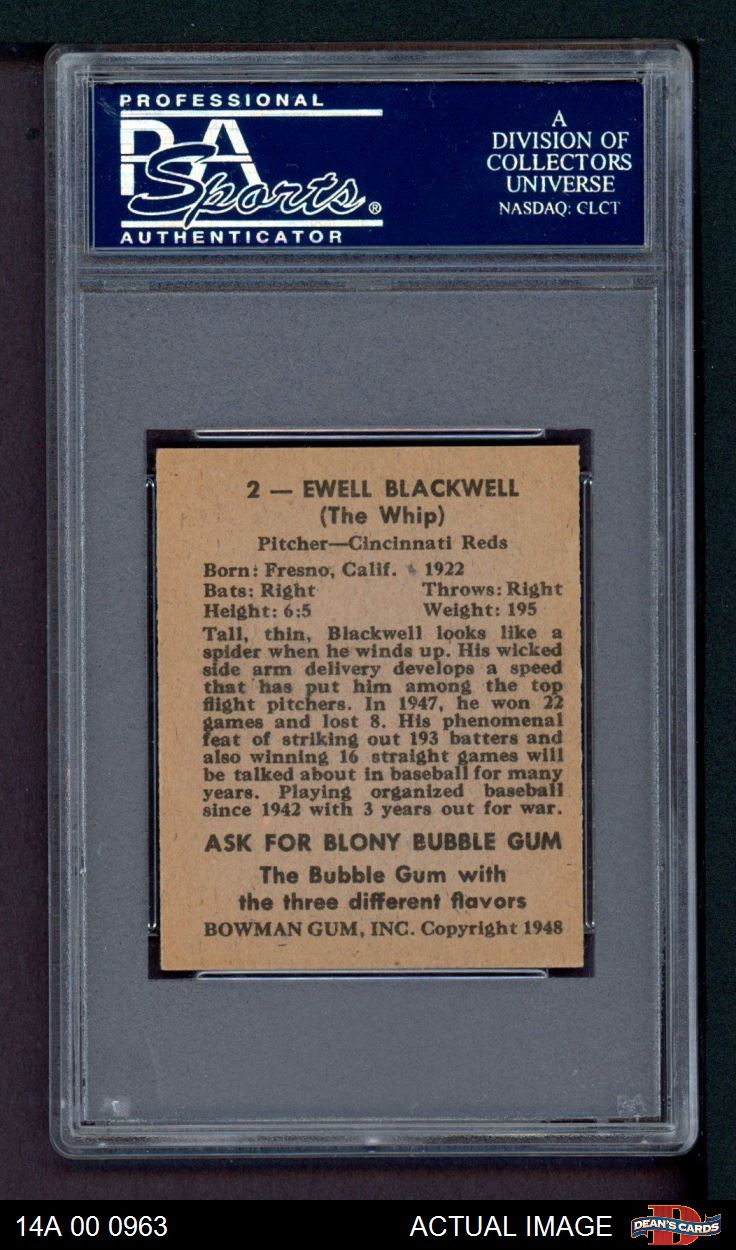 PROFESSIONAL
PSA
Sports®
AUTHENTICATOR
A
DIVISION OF
COLLECTORS
UNIVERSE
NASDAQ: CLCT
2 — EWELL BLACKWELL
(The Whip)
Pitcher—Cincinnati Reds
Born: Fresno, Calif. 1922
Bats: Right Throws: Right
Height: 6:5 Weight: 195
Tall, thin, Blackwell looks like a
spider when he winds up. His wicked
side arm delivery develops a speed
that has put him among the top
flight pitchers. In 1947, he won 22
games and lost 8. His phenomenal
feat of striking out 193 batters and
also winning 16 straight games will
be talked about in baseball for many
years. Playing organized baseball
since 1942 with 3 years out for war.
ASK FOR BLONY BUBBLE GUM
The Bubble Gum with
the three different flavors
BOWMAN GUM, INC. Copyright 1948
PSA
14A 00 0963 ACTUAL IMAGE
DEAN'S CARDS